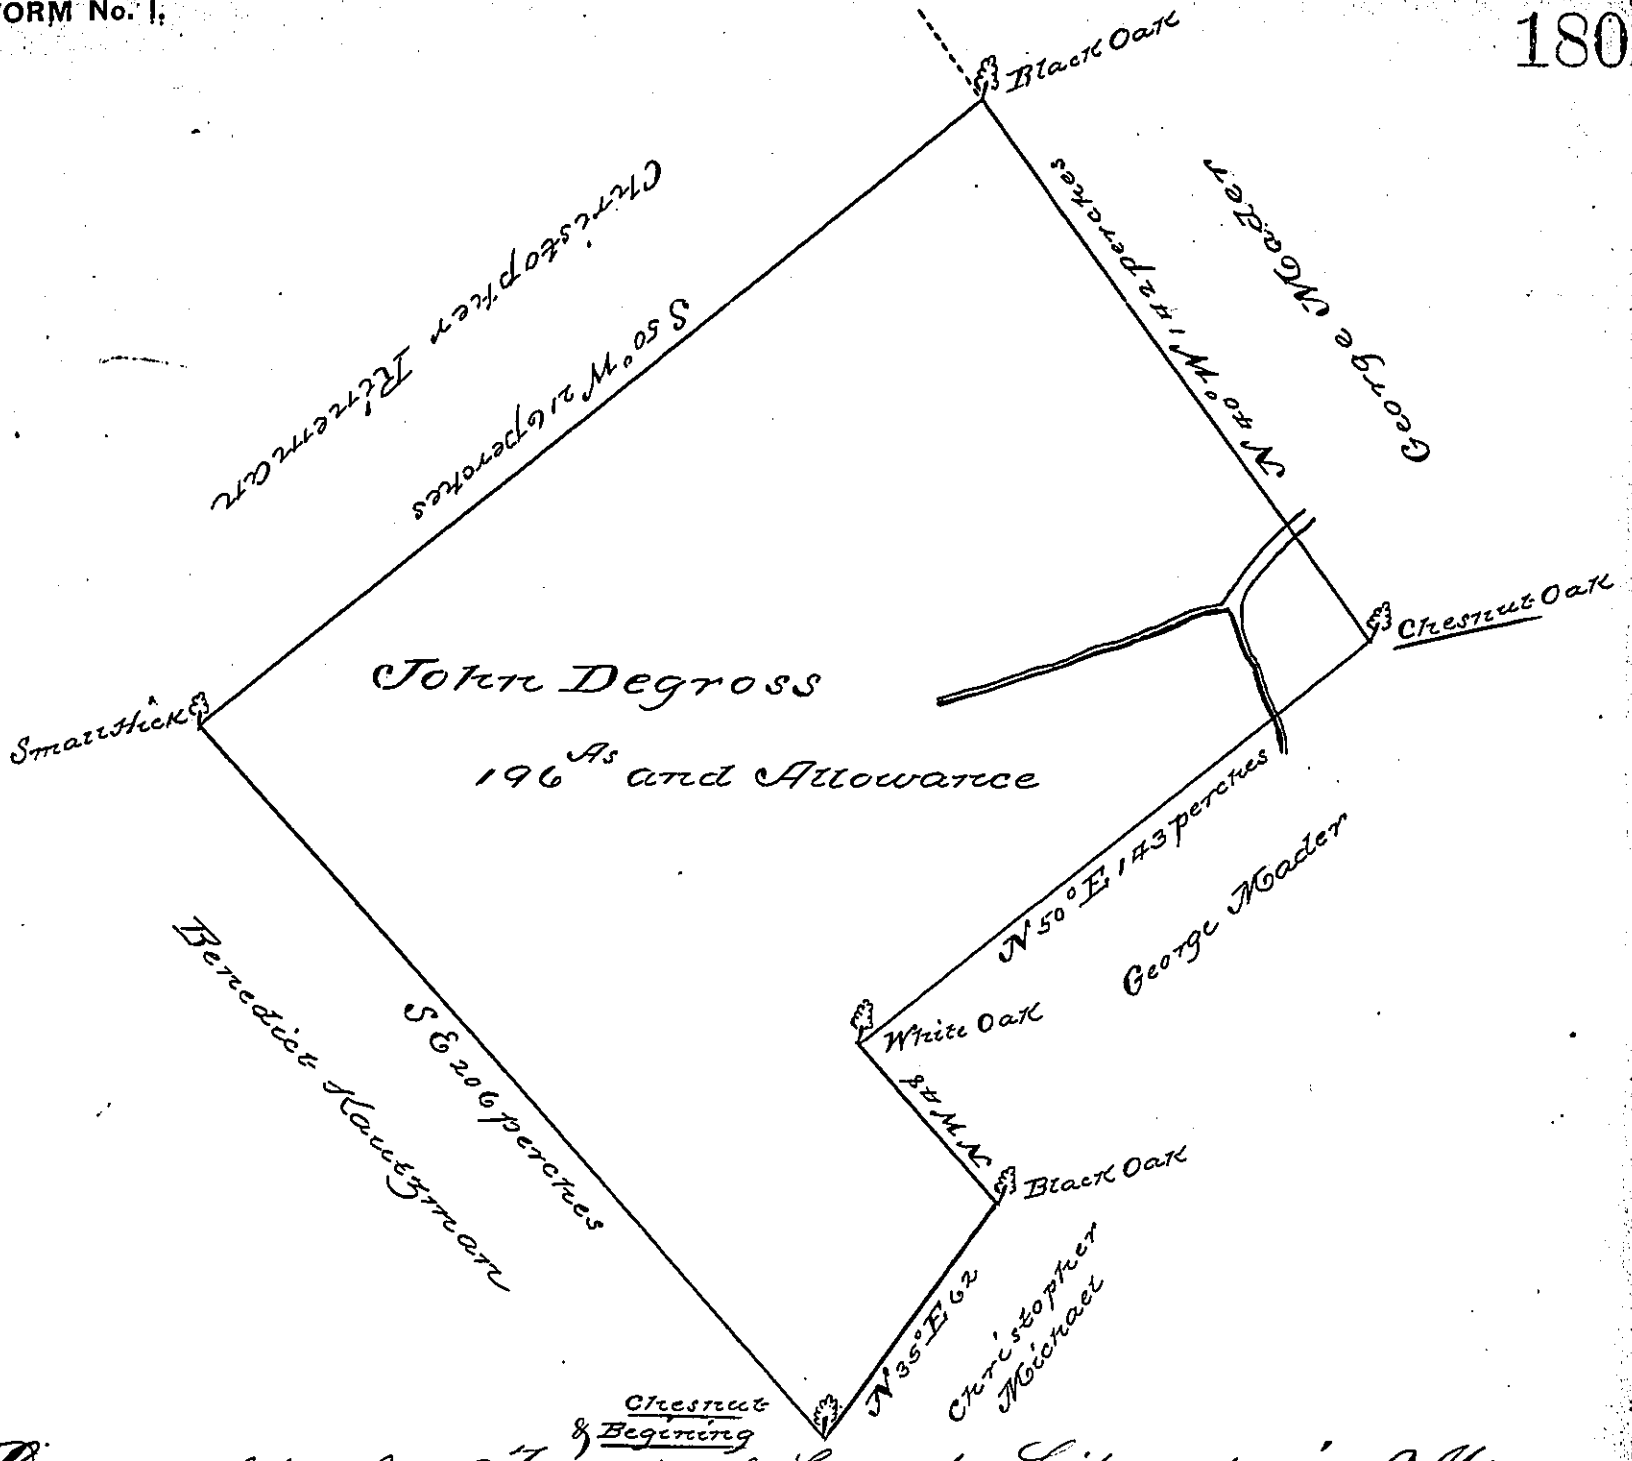 FORM No. 1.
180
Black Oak
Christopher Rineman
S 50° W 216 perches
N 40° W 142 perches
George Mader
Chesnut Oak
Small Hick^
John Degross
196 As and Allowance
N 50° E 143 perches
George Mader
Benedict Kautzman
S E 206 perches
White Oak
N W 48
Black Oak
N 35° E 62
Christopher
Michael
Chesnut
& Begining